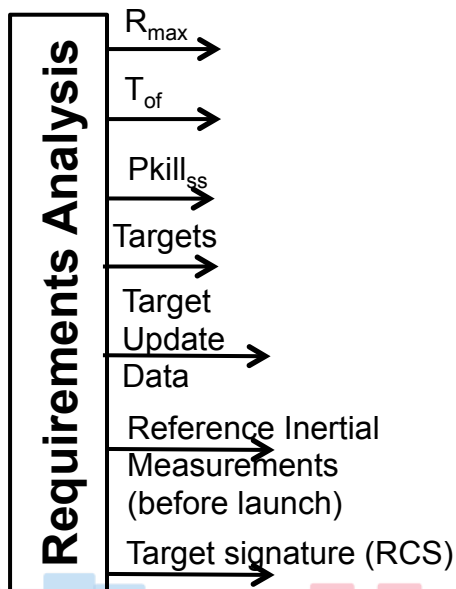 Requirements Analysis
Rmax
Tof
Pkillss
Targets
Target
Update
Data
Reference Inertial
Measurements
(before launch)
Target signature (RCS)